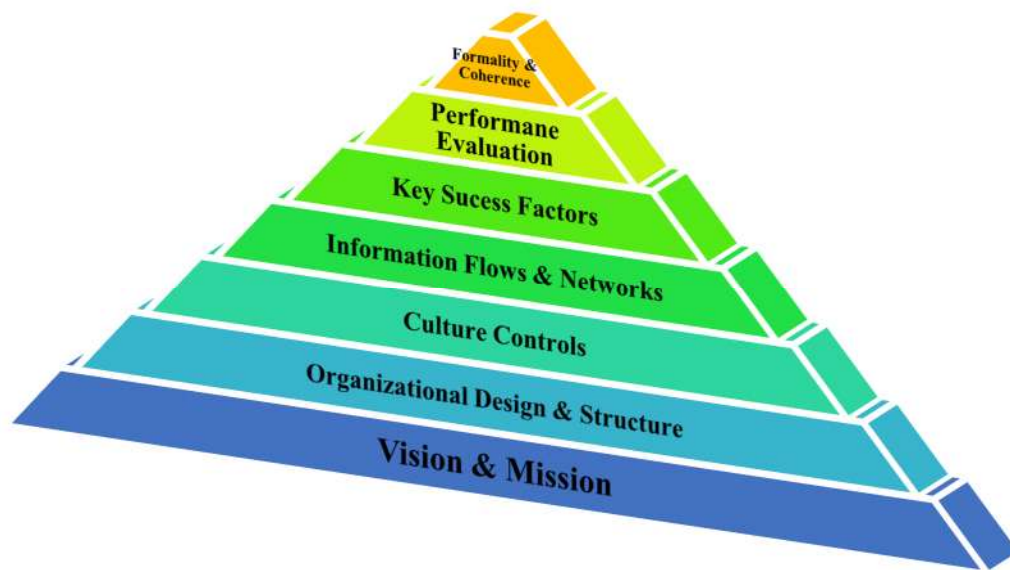 Formality &
Coherence
Performane
Evaluation
Key Sucess Factors
Information Flows & Networks
Culture Controls
Organizational Design & Structure
Vision & Mission